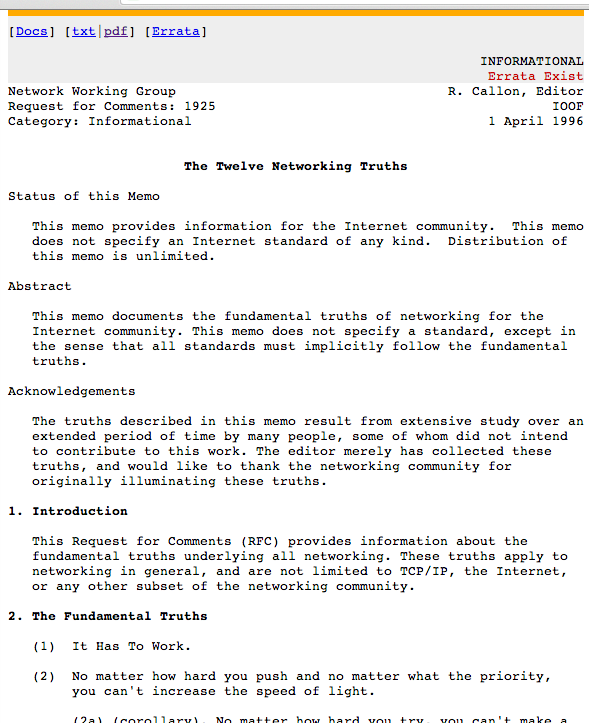 [Docs] [txt|pdf] [Errata]
INFORMATIONAL
Errata Exist
Network Working Group R. Callon, Editor
Request for Comments: 1925 IOOF
Category: Informational 1 April 1996
The Twelve Networking Truths
Status of this Memo
This memo provides information for the Internet community. This memo
does not specify an Internet standard of any kind. Distribution of
this memo is unlimited.
Abstract
This memo documents the fundamental truths of networking for the
Internet community. This memo does not specify a standard, except in
the sense that all standards must implicitly follow the fundamental
truths.
Acknowledgements
The truths described in this memo result from extensive study over an
extended period of time by many people, some of whom did not intend
to contribute to this work. The editor merely has collected these
truths, and would like to thank the networking community for
originally illuminating these truths.
1. Introduction
This Request for Comments (RFC) provides information about the
fundamental truths underlying all networking. These truths apply to
networking in general, and are not limited to TCP/IP, the Internet,
or any other subset of the networking community.
2. The Fundamental Truths
(1) It Has To Work.
(2) No matter how hard you push and no matter what the priority,
you can't increase the speed of light.
(2a) (corollary). No matter how hard you try, you can't make a